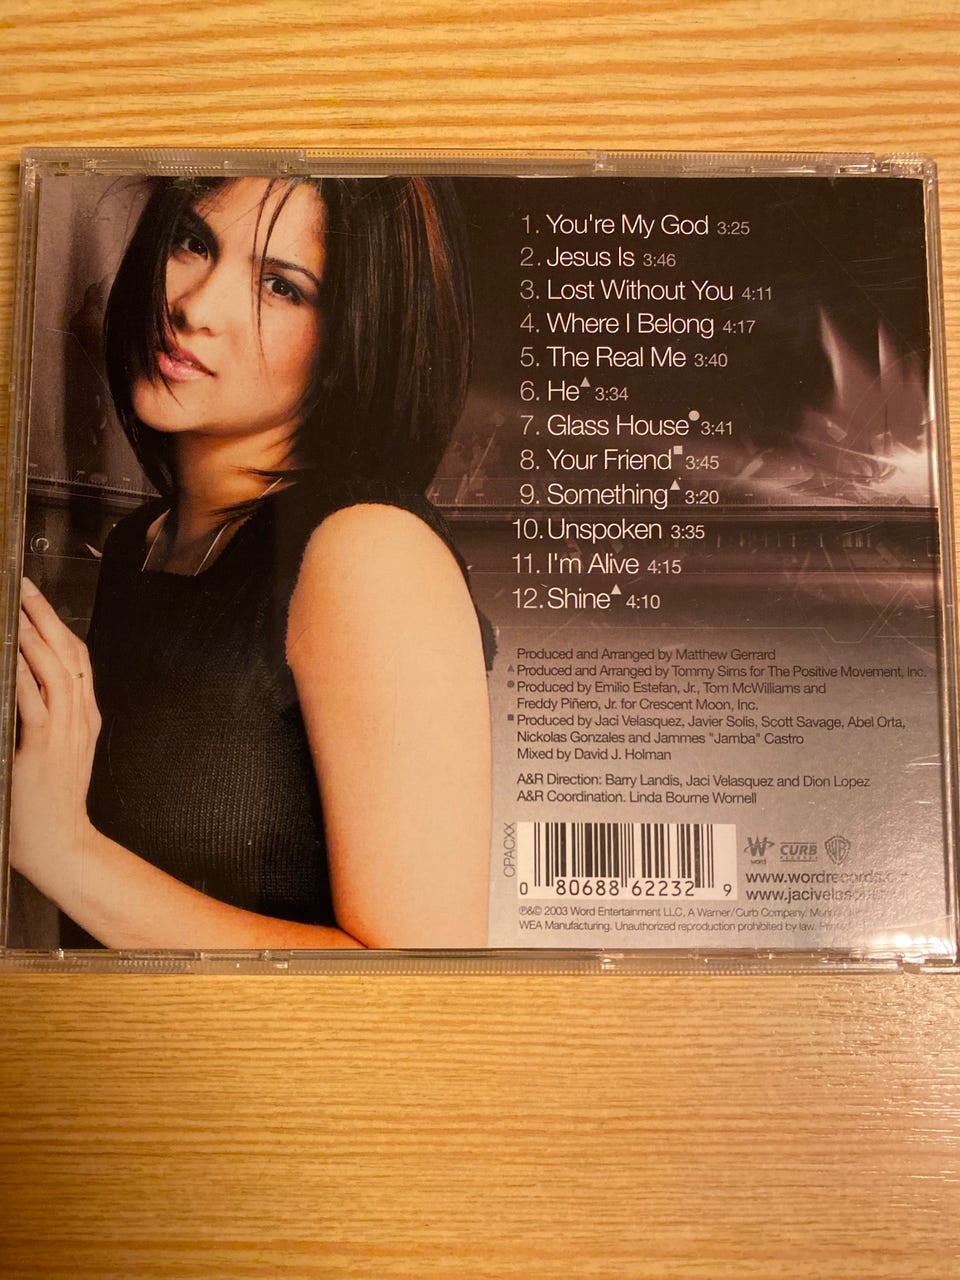 1. You're My God 3:25
2. Jesus Is 3:46
3. Lost Without You 4:11
4. Where I Belong 4:17
5. The Real Me 3:40
6. He▲ 3:34
7. Glass House● 3:41
8. Your Friend■ 3:45
9. Something▲ 3:20
10. Unspoken 3:35
11. I'm Alive 4:15
12. Shine▲ 4:10
Produced and Arranged by Matthew Gerrard
▲Produced and Arranged by Tommy Sims for The Positive Movement, Inc.
●Produced by Emilio Estefan, Jr., Tom McWilliams and
Freddy Piñero, Jr. for Crescent Moon, Inc.
■Produced by Jaci Velasquez, Javier Solis, Scott Savage, Abel Orta,
Nickolas Gonzales and Jammes "Jamba" Castro
Mixed by David J. Holman
A&R Direction: Barry Landis, Jaci Velasquez and Dion Lopez
A&R Coordination. Linda Bourne Wornell
CPACXX
0 80688 62232 9
W word CURB RECORDS WB
www.wordrecords.c
www.jacivelas
℗&© 2003 Word Entertainment LLC, A Warner/Curb Company.
WEA Manufacturing. Unauthorized reproduction prohibited by law.